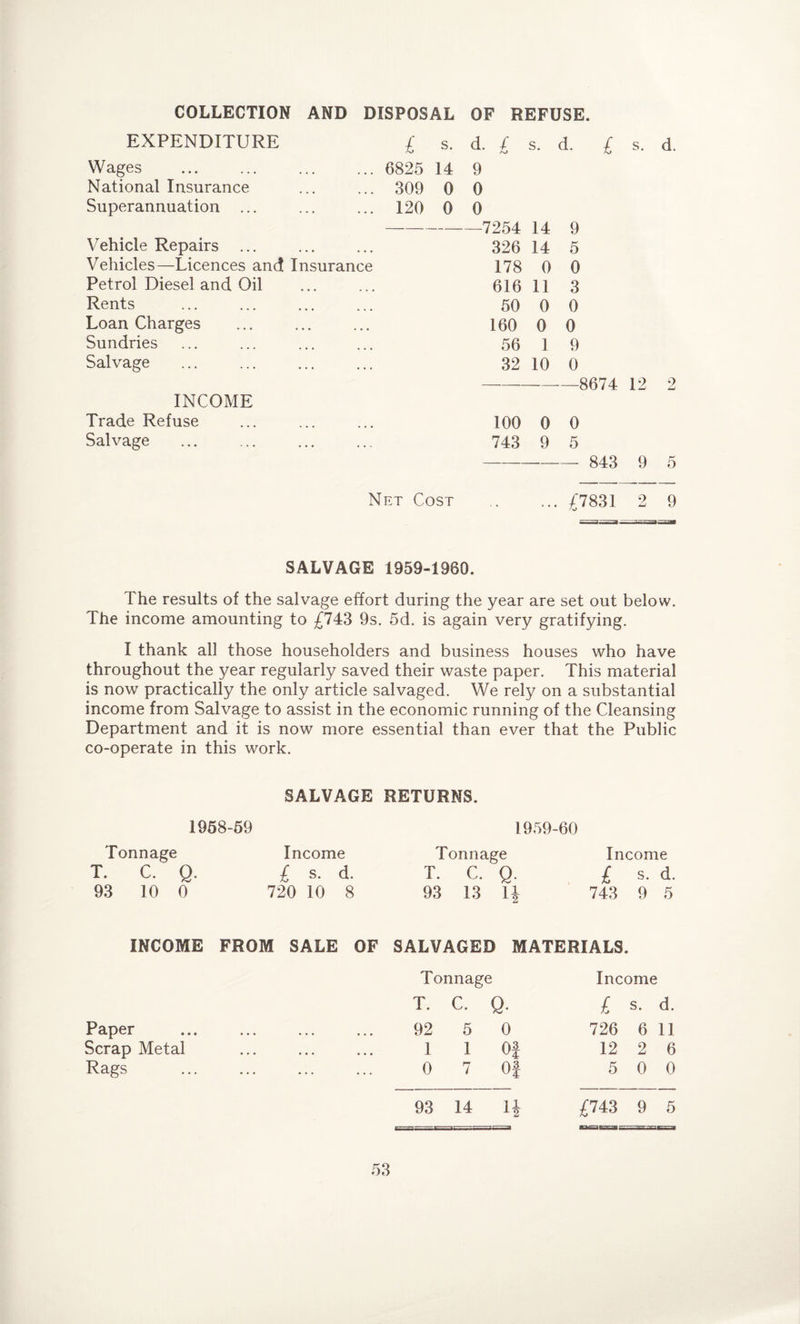 COLLECTION AND DISPOSAL OF REFUSE.
EXPENDITURE £ s. d. £ s. d. £ s. d.
Wages ... ... ... ... 6825 14 9
National Insurance ... ... 309 0 0
Superannuation ... ... ... 120 0 0
7254 14 9
Vehicle Repairs ... ... ... 326 14 5
Vehicles—Licences and Insurance 178 0 0
Petrol Diesel and Oil ... ... 616 11 3
Rents ... ... ... ... 50 0 0
Loan Charges ... ... ... 160 0 0
Sundries ... ... ... ... 56 1 9
Salvage ... ... ... ... 32 10 0
8674 12 2
INCOME
Trade Refuse ... ... ... 100 0 0
Salvage ... ... ... ... 743 9 5
843 9 5
NET COST .. ... £7831 2 9
SALVAGE 1959-1960.
The results of the salvage effort during the year are set out below.
The income amounting to £743 9s. 5d. is again very gratifying.
I thank all those householders and business houses who have
throughout the year regularly saved their waste paper. This material
is now practically the only article salvaged. We rely on a substantial
income from Salvage to assist in the economic running of the Cleansing
Department and it is now more essential than ever that the Public
co-operate in this work.
SALVAGE RETURNS.
1958-59 1959-60
Tonnage Income Tonnage Income
T. C. Q. £ s. d. T. C. Q. £ s. d.
93 10 0 720 10 8 93 13 1½ 743 9 5
INCOME FROM SALE OF SALVAGED MATERIALS.
Tonnage Income
T. C. Q. £ s. d.
Paper ... ... ... ... 92 5 0 726 6 11
Scrap Metal ... ... ... 1 1 0¾ 12 2 6
Rags ... ... ... ... 0 7 0¾ 5 0 0
93 14 1½ £743 9 5
53